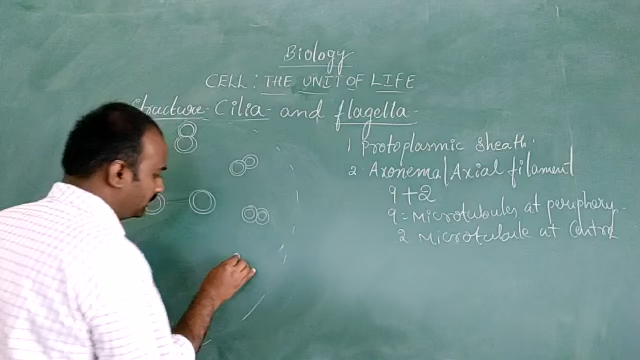 Biology
CELL: THE UNIT OF LIFE
Structure - Cilia - and flagella -
1 Protoplasmic sheath.
2 Axonema/Axial filament
9+2
9 = Microtubules at periphery.
2 Microtubule at Centre